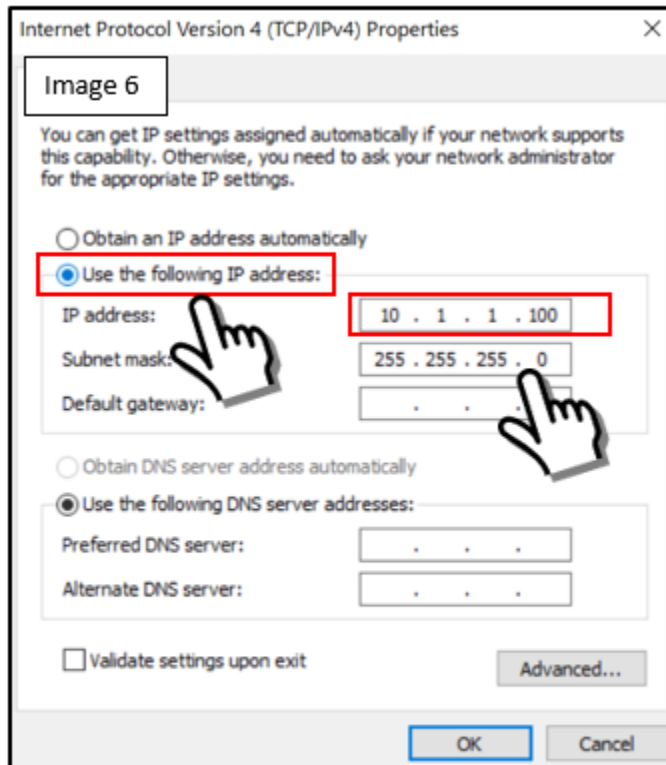 Internet Protocol Version 4 (TCP/IPv4) Properties
Image 6
You can get IP settings assigned automatically if your network supports
this capability. Otherwise, you need to ask your network administrator
for the appropriate IP settings.
Obtain an IP address automatically
Use the following IP address:
IP address: 10 . 1 . 1 . 100
Subnet mask: 255 . 255 . 255 . 0
Default gateway: . . .
Obtain DNS server address automatically
Use the following DNS server addresses:
Preferred DNS server: . . .
Alternate DNS server: . . .
Validate settings upon exit
Advanced...
OK Cancel